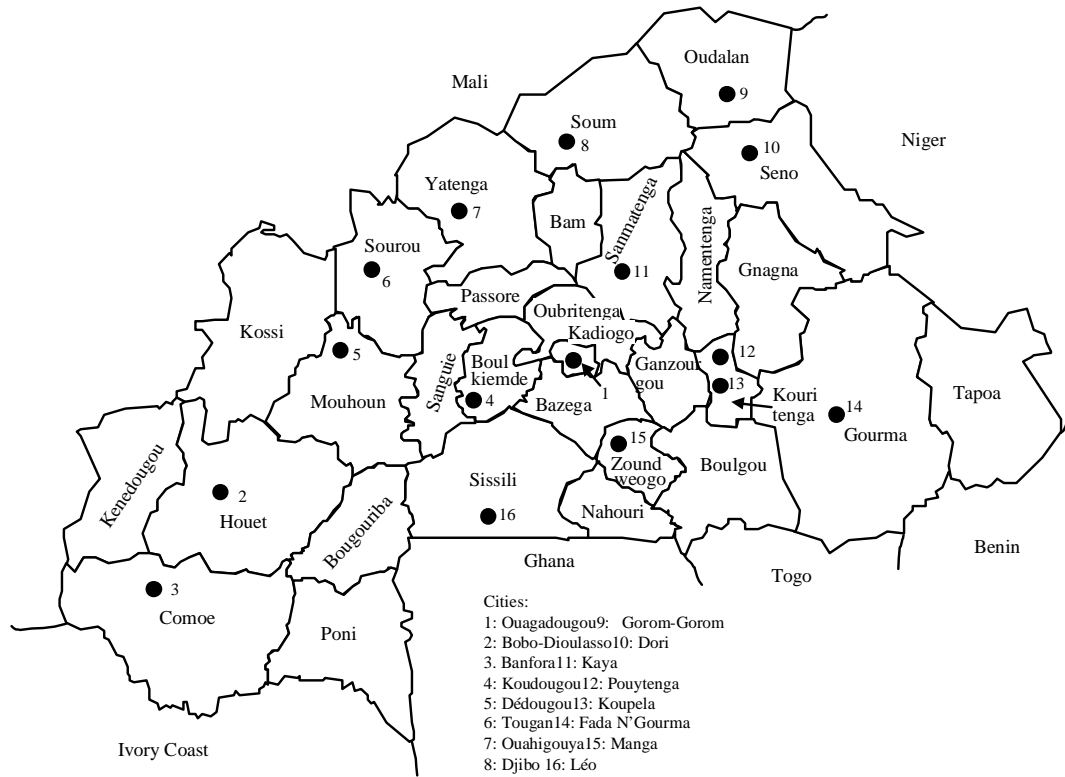 Oudalan
Mali
9
Soum
8
10
Seno
Niger
Yatenga
7
Bam
Sanmatenga
11
Namentenga
Gnagna
Sourou
6
Passore
Oubritenga
Kadiogo
Kossi
5
Mouhoun
Sanguie
Boul
kiemde
4
1
Bazega
Ganzour
gou
12
13
Kouri
tenga
14
Gourma
Tapoa
Kenedougou
2
Houet
Bougouriba
Sissili
16
15
Zound
weogo
Nahouri
Boulgou
Ghana
Togo
Benin
3
Comoe
Poni
Ivory Coast
Cities:
1: Ouagadougou9: Gorom-Gorom
2: Bobo-Dioulasso10: Dori
3. Banfora11: Kaya
4: Koudougou12: Pouytenga
5: Dédougou13: Koupela
6: Tougan14: Fada N'Gourma
7: Ouahigouya15: Manga
8: Djibo 16: Léo